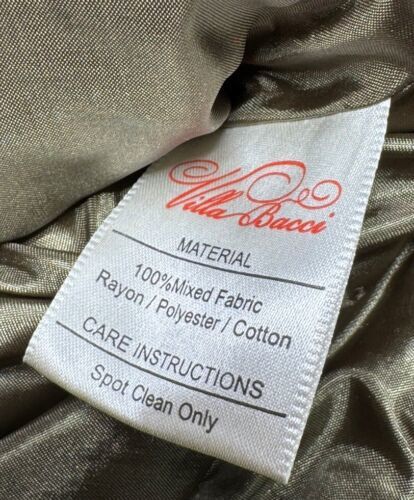 Villa Bacci
MATERIAL
100%Mixed Fabric
Rayon / Polyester / Cotton
CARE INSTRUCTIONS
Spot Clean Only